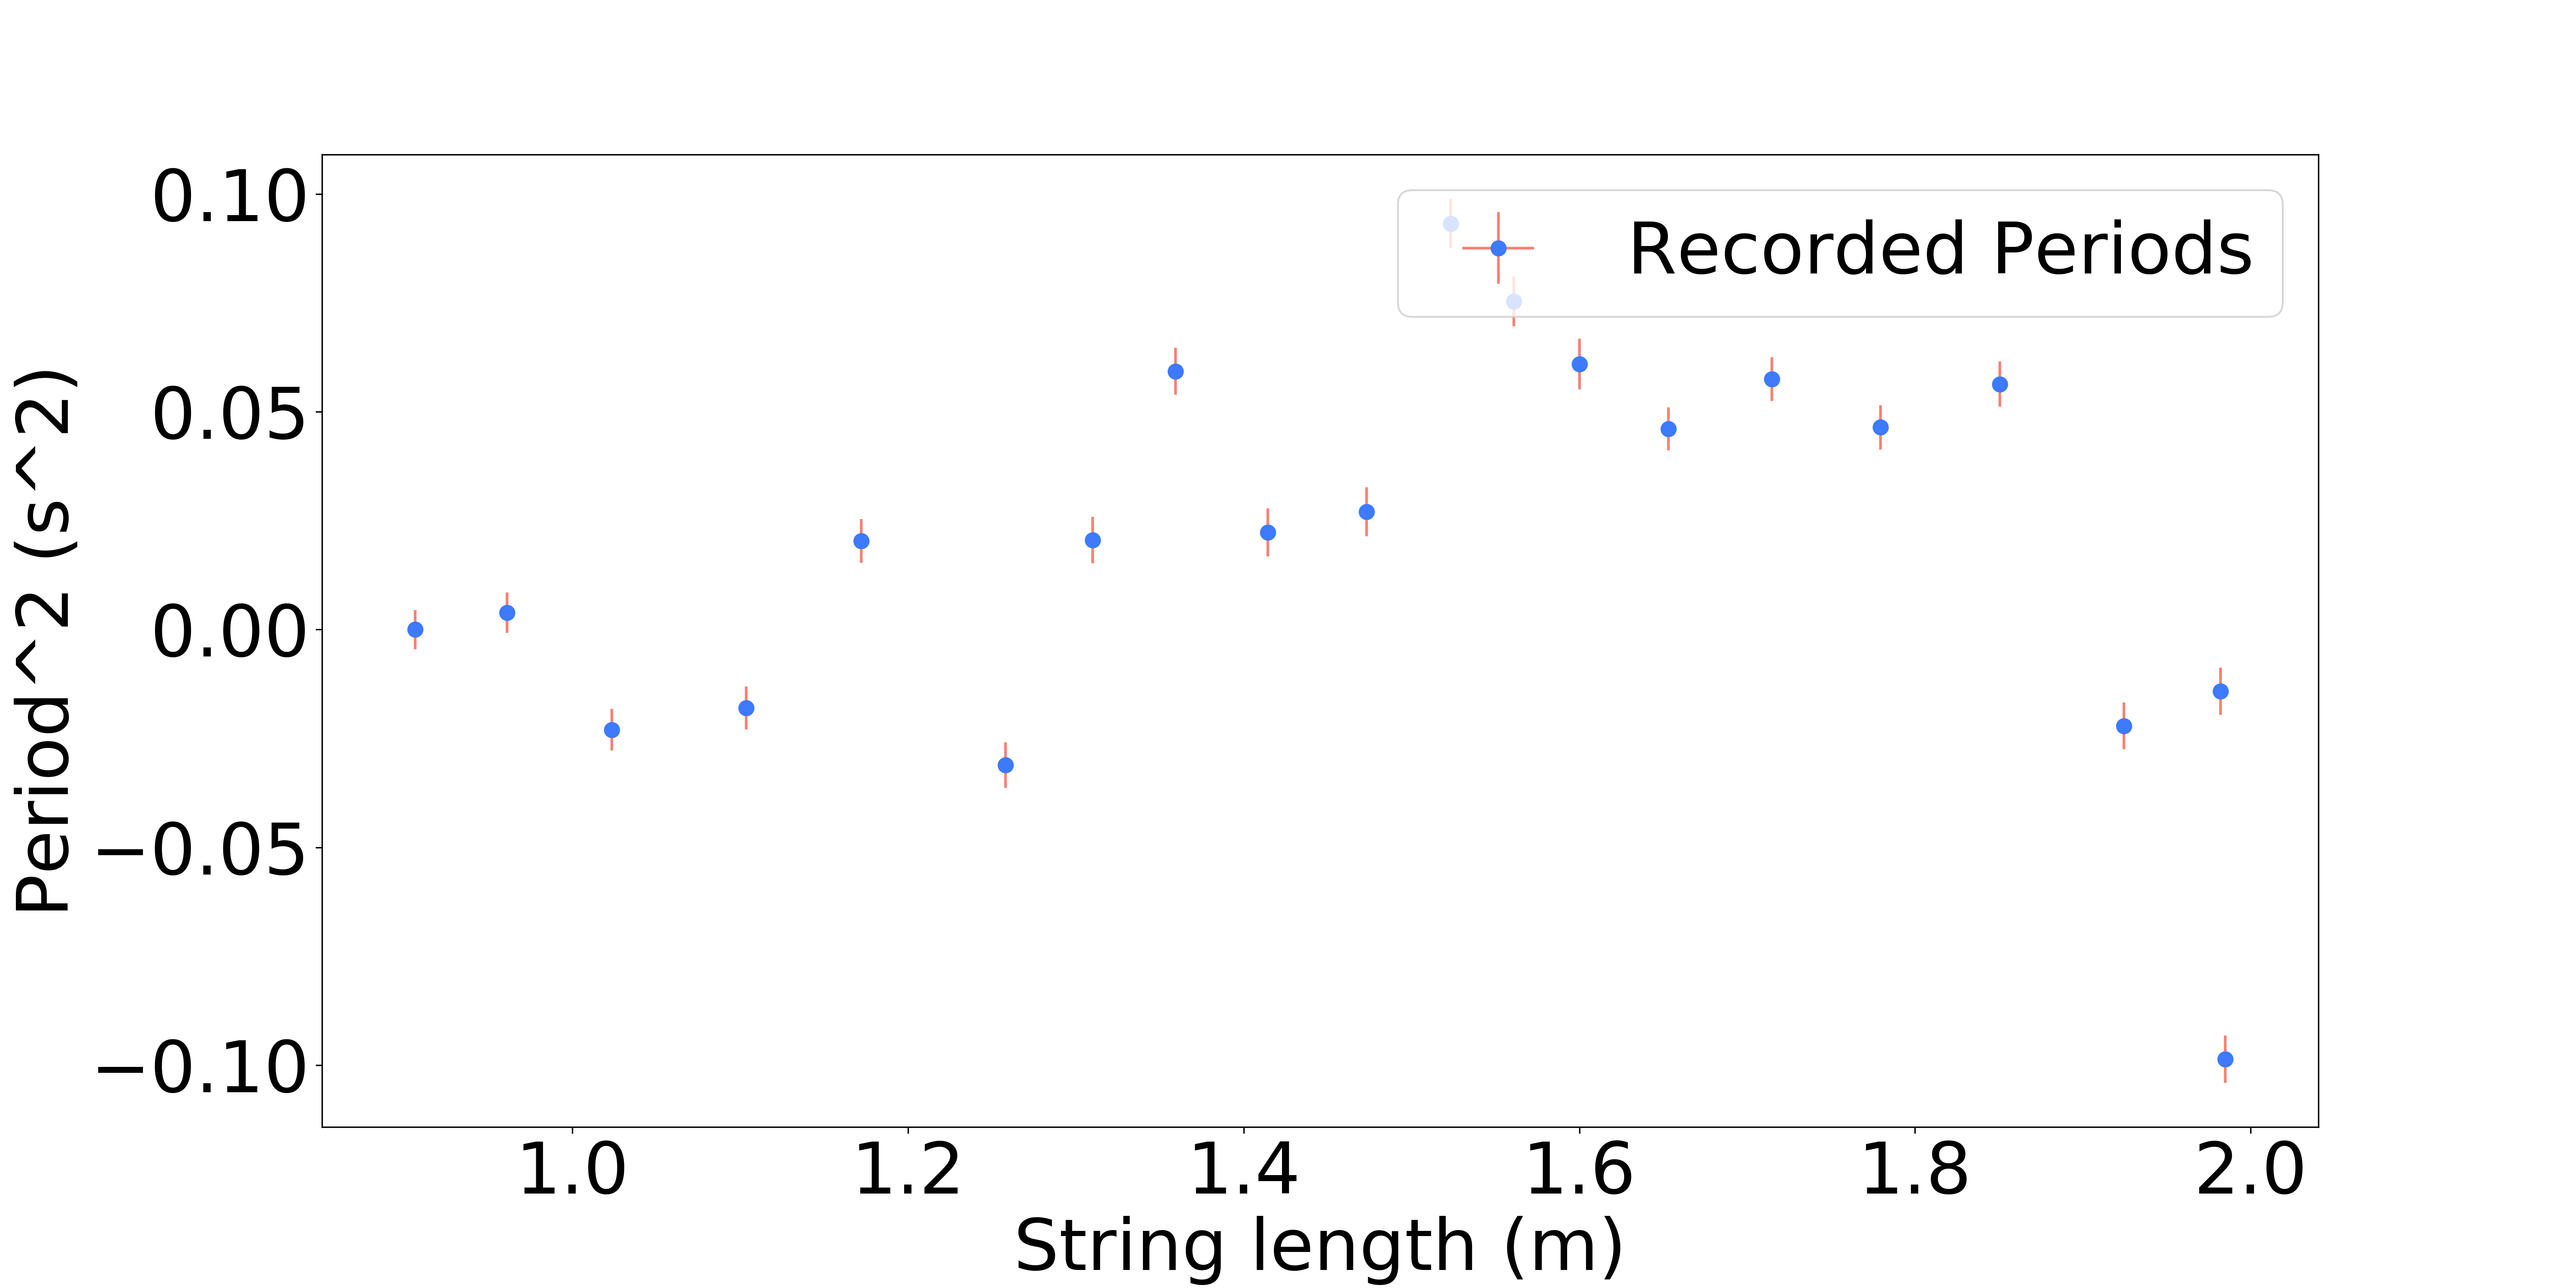 Recorded Periods
0.10
0.05
0.00
−0.05
−0.10
Period^2 (s^2)
1.0 1.2 1.4 1.6 1.8 2.0
String length (m)